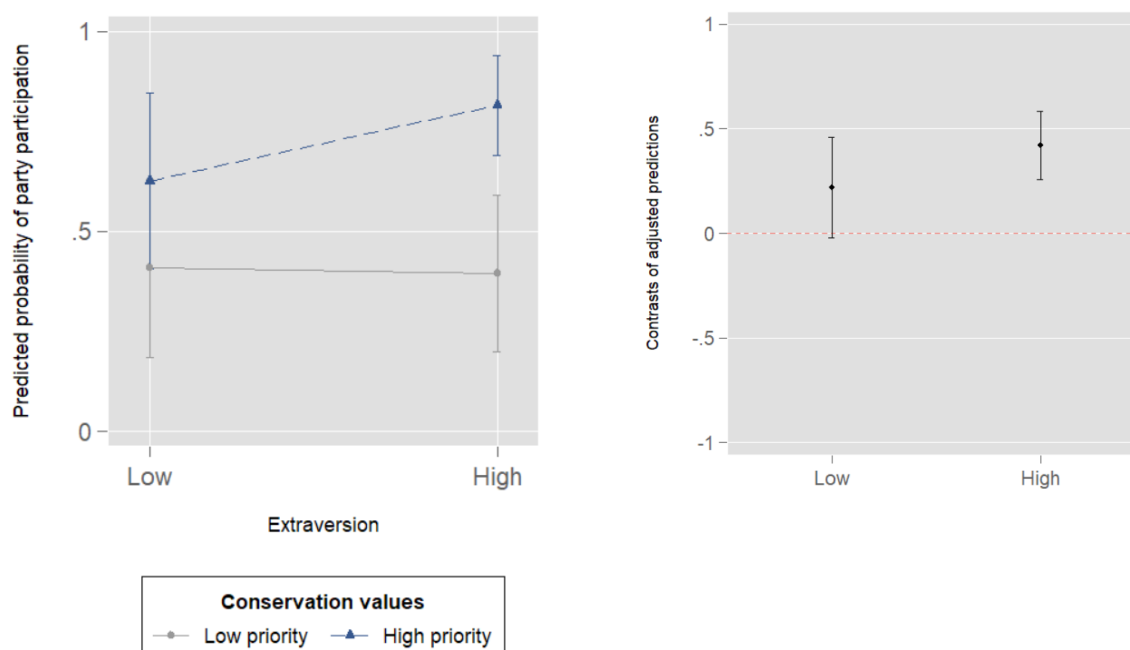 Predicted probability of party participation
1
.5
0
Low
High
Extraversion
Conservation values
Low priority
High priority
Contrasts of adjusted predictions
1
.5
0
-.5
-1
Low
High